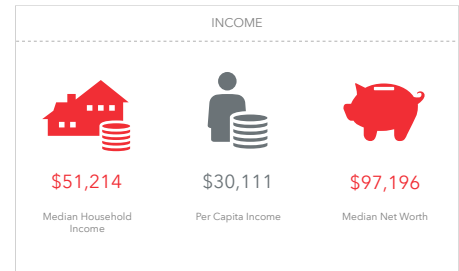 INCOME
$51,214
$30,111
$97,196
Median Household
Income
Per Capita Income
Median Net Worth